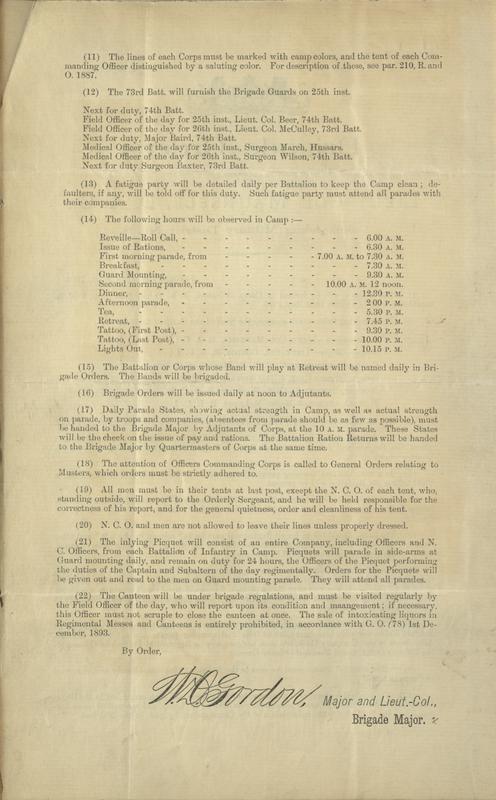 (11) The lines of each Corps must be marked with camp colors, and the tent of each Com-
manding Officer distinguished by a saluting color. For description of these, see par. 210, R. and
O. 1887.
(12) The 73rd Batt. will furnish the Brigade Guards on 25th inst.
Next for duty, 74th Batt.
Field Officer of the day for 25th inst., Lieut. Col. Beer, 74th Batt.
Field Officer of the day for 26th inst., Lieut. Col. McCulley, 73rd Batt.
Next for duty, Major Baird, 74th Batt.
Medical Officer of the day for 25th inst., Surgeon March, Hussars.
Medical Officer of the day for 26th inst., Surgeon Wilson, 74th Batt.
Next for duty Surgeon Baxter, 73rd Batt.
(13) A fatigue party will be detailed daily per Battalion to keep the Camp clean ; de-
faulters, if any, will be told off for this duty. Such fatigue party must attend all parades with
their companies.
(14) The following hours will be observed in Camp :—
Reveille—Roll Call, - - - - - - - - 6.00 A. M.
Issue of Rations, - - - - - - - - 6.30 A. M.
First morning parade, from - - - - - 7.00 A. M. to 7.30 A. M.
Breakfast, - - - - - - - - - 7.30 A. M.
Guard Mounting, - - - - - - - - 9.30 A. M.
Second morning parade, from - - - - - 10.00 A. M. 12 noon.
Dinner, - - - - - - - - - - 12.30 P. M.
Afternoon parade, - - - - - - - - 2 00 P. M.
Tea, - - - - - - - - - - 5.30 P. M.
Retreat, - - - - - - - - - - 7.45 P. M.
Tattoo, (First Post), - - - - - - - - 9.30 P. M.
Tattoo, (Last Post), - - - - - - - - 10.00 P. M.
Lights Out, - - - - - - - - - 10.15 P. M.
(15) The Battalion or Corps whose Band will play at Retreat will be named daily in Bri-
gade Orders. The Bands will be brigaded.
(16) Brigade Orders will be issued daily at noon to Adjutants.
(17) Daily Parade States, showing actual strength in Camp, as well as actual strength
on parade, by troops and companies, (absentees from parade should be as few as possible), must
be handed to the Brigade Major by Adjutants of Corps, at the 10 A. M. parade. These States
will be the check on the issue of pay and rations. The Battalion Ration Returns will be handed
to the Brigade Major by Quartermasters of Corps at the same time.
(18) The attention of Officers Commanding Corps is called to General Orders relating to
Musters, which orders must be strictly adhered to.
(19) All men must be in their tents at last post, except the N. C. O. of each tent, who,
standing outside, will report to the Orderly Sergeant, and he will be held responsible for the
correctness of his report, and for the general quietness, order and cleanliness of his tent.
(20) N. C. O. and men are not allowed to leave their lines unless properly dressed.
(21) The inlying Picquet will consist of an entire Company, including Officers and N.
C. Officers, from each Battalion of Infantry in Camp. Picquets will parade in side-arms at
Guard mounting daily, and remain on duty for 24 hours, the Officers of the Picquet performing
the duties of the Captain and Subaltern of the day regimentally. Orders for the Picquets will
be given out and read to the men on Guard mounting parade. They will attend all parades.
(22) The Canteen will be under brigade regulations, and must be visited regularly by
the Field Officer of the day, who will report upon its condition and maangement ; if necessary,
this Officer must not scruple to close the canteen at once. The sale of intoxicating liquors in
Regimental Messes and Canteens is entirely prohibited, in accordance with G. O. (78) 1st De-
cember, 1893.
By Order,
Gordon, Major and Lieut.-Col.,
Brigade Major.